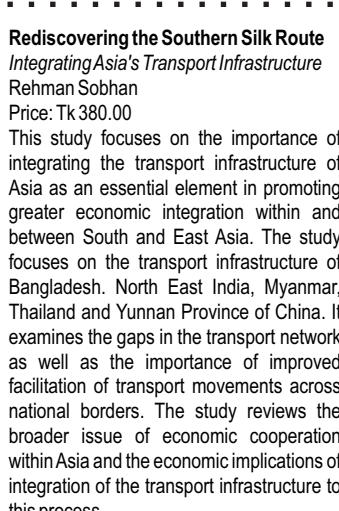 Rediscovering the Southern Silk Route
Integrating Asia's Transport Infrastructure
Rehman Sobhan
Price: Tk 380.00
This study focuses on the importance of
integrating the transport infrastructure of
Asia as an essential element in promoting
greater economic integration within and
between South and East Asia. The study
focuses on the transport infrastructure of
Bangladesh. North East India, Myanmar,
Thailand and Yunnan Province of China. It
examines the gaps in the transport network
as well as the importance of improved
facilitation of transport movements across
national borders. The study reviews the
broader issue of economic cooperation
within Asia and the economic implications of
integration of the transport infrastructure to
this process.